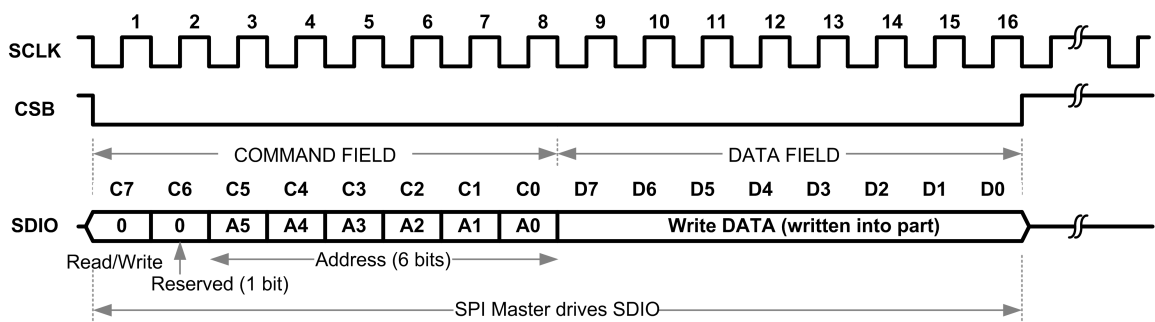 1 2 3 4 5 6 7 8 9 10 11 12 13 14 15 16
SCLK
CSB
COMMAND FIELD DATA FIELD
C7 C6 C5 C4 C3 C2 C1 C0 D7 D6 D5 D4 D3 D2 D1 D0
SDIO 0 0 A5 A4 A3 A2 A1 A0 Write DATA (written into part)
Read/Write Address (6 bits)
Reserved (1 bit)
SPI Master drives SDIO